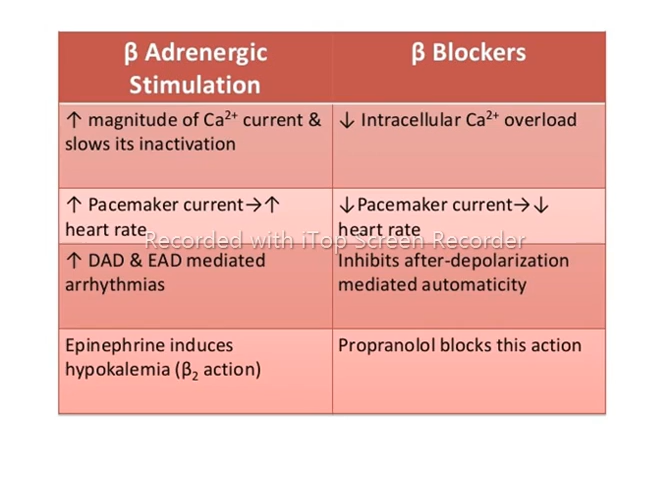 β Adrenergic
Stimulation
β Blockers
↑ magnitude of Ca²⁺ current &
slows its inactivation
↓ Intracellular Ca²⁺ overload
↑ Pacemaker current→↑
heart rate
↓Pacemaker current→↓
heart rate
Recorded with iTop Screen Recorder
↑ DAD & EAD mediated
arrhythmias
Inhibits after-depolarization
mediated automaticity
Epinephrine induces
hypokalemia (β₂ action)
Propranolol blocks this action